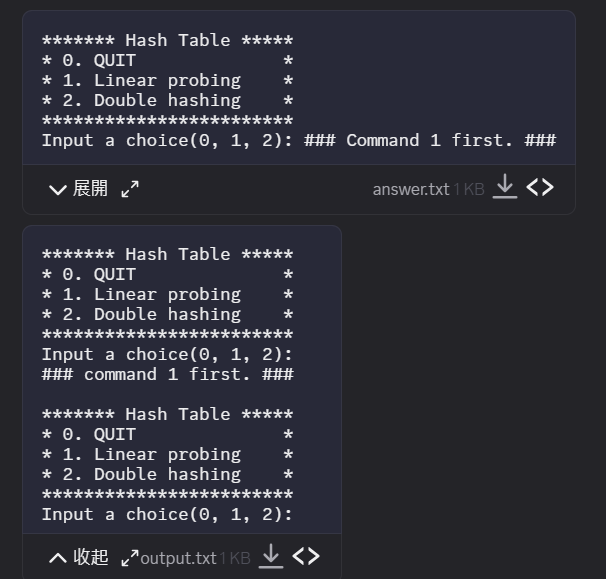 ******* Hash Table *****
* 0. QUIT              *
* 1. Linear probing    *
* 2. Double hashing    *
************************
Input a choice(0, 1, 2): ### Command 1 first. ###
展開
answer.txt 1 KB
******* Hash Table *****
* 0. QUIT              *
* 1. Linear probing    *
* 2. Double hashing    *
************************
Input a choice(0, 1, 2):
### command 1 first. ###
******* Hash Table *****
* 0. QUIT              *
* 1. Linear probing    *
* 2. Double hashing    *
************************
Input a choice(0, 1, 2):
收起 output.txt 1 KB